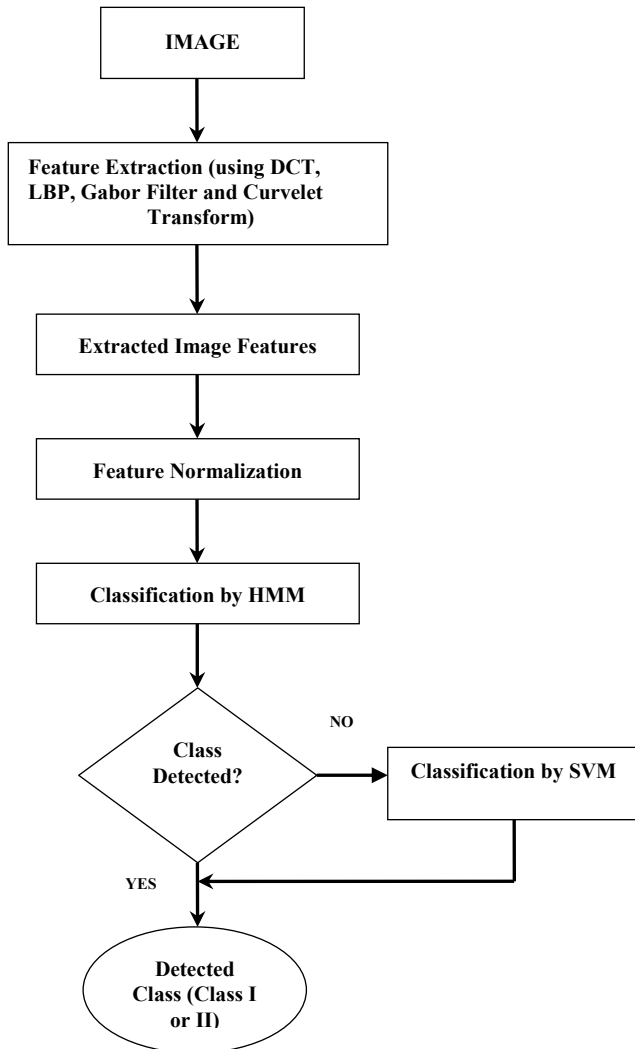 IMAGE
Feature Extraction (using DCT,
LBP, Gabor Filter and Curvelet
Transform)
Extracted Image Features
Feature Normalization
Classification by HMM
Class
Detected?
NO
Classification by SVM
YES
Detected
Class (Class I
or II)